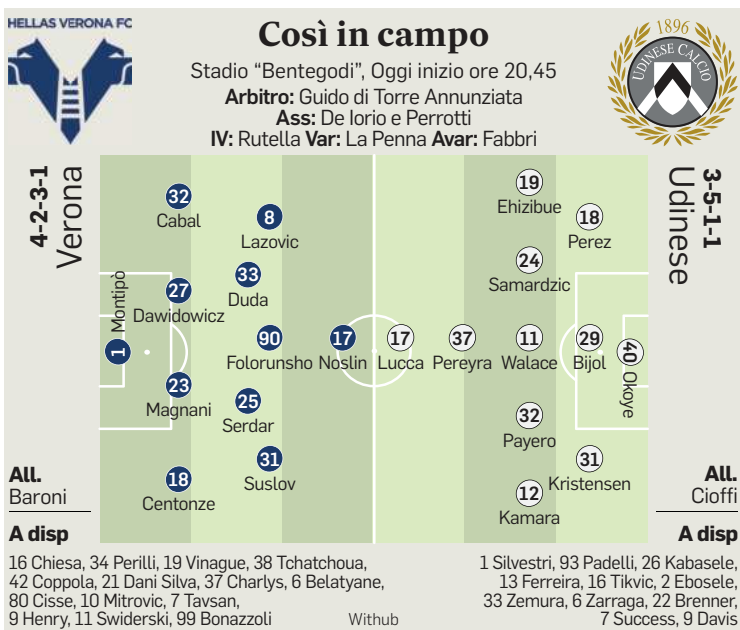 HELLAS VERONA FC
Così in campo
Stadio “Bentegodi”, Oggi inizio ore 20,45
Arbitro: Guido di Torre Annunziata
Ass: De Iorio e Perrotti
IV: Rutella Var: La Penna Avar: Fabbri
1896
UDINESE CALCIO
4-2-3-1
Verona
1 Montipò
32
Cabal
27
Dawidowicz
23
Magnani
18
Centonze
8
Lazovic
33
Duda
90
Folorunsho
25
Serdar
31
Suslov
17
Noslin
17
Lucca
37
Pereyra
19
Ehizibue
24
Samardzic
11
Walace
32
Payero
12
Kamara
18
Perez
29
Bijol
31
Kristensen
40 Okoye
3-5-1-1
Udinese
All.
Baroni
A disp
16 Chiesa, 34 Perilli, 19 Vinague, 38 Tchatchoua,
42 Coppola, 21 Dani Silva, 37 Charlys, 6 Belatyane,
80 Cisse, 10 Mitrovic, 7 Tavsan,
9 Henry, 11 Swiderski, 99 Bonazzoli
Withub
All.
Cioffi
A disp
1 Silvestri, 93 Padelli, 26 Kabasele,
13 Ferreira, 16 Tikvic, 2 Ebosele,
33 Zemura, 6 Zarraga, 22 Brenner,
7 Success, 9 Davis